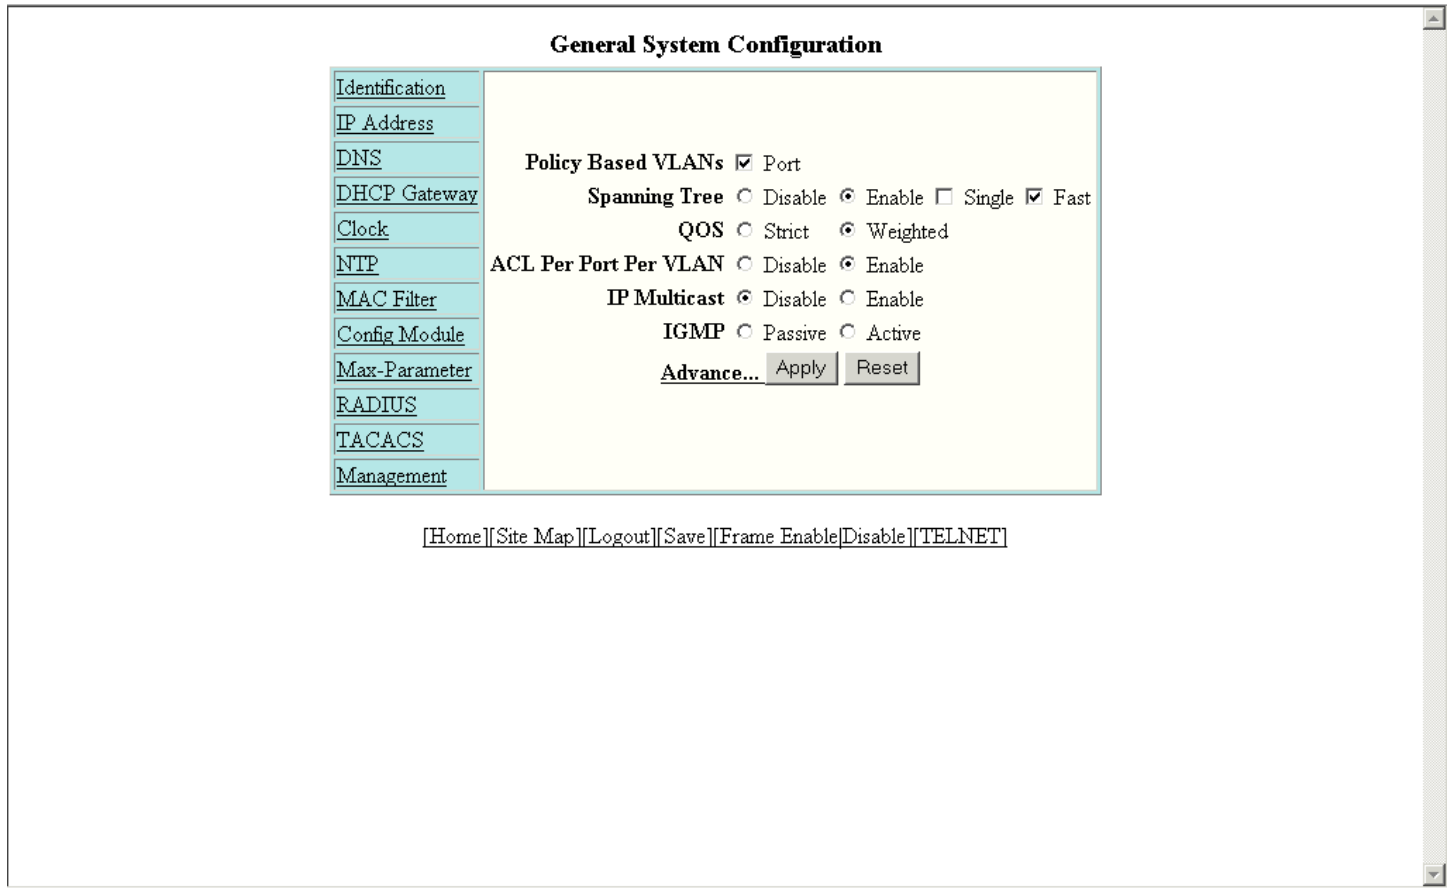 General System Configuration
Identification
IP Address
DNS
DHCP Gateway
Clock
NTP
MAC Filter
Config Module
Max-Parameter
RADIUS
TACACS
Management
Policy Based VLANs Port
Spanning Tree Disable Enable Single Fast
QOS Strict Weighted
ACL Per Port Per VLAN Disable Enable
IP Multicast Disable Enable
IGMP Passive Active
Advance... Apply Reset
[Home][Site Map][Logout][Save][Frame Enable|Disable][TELNET]